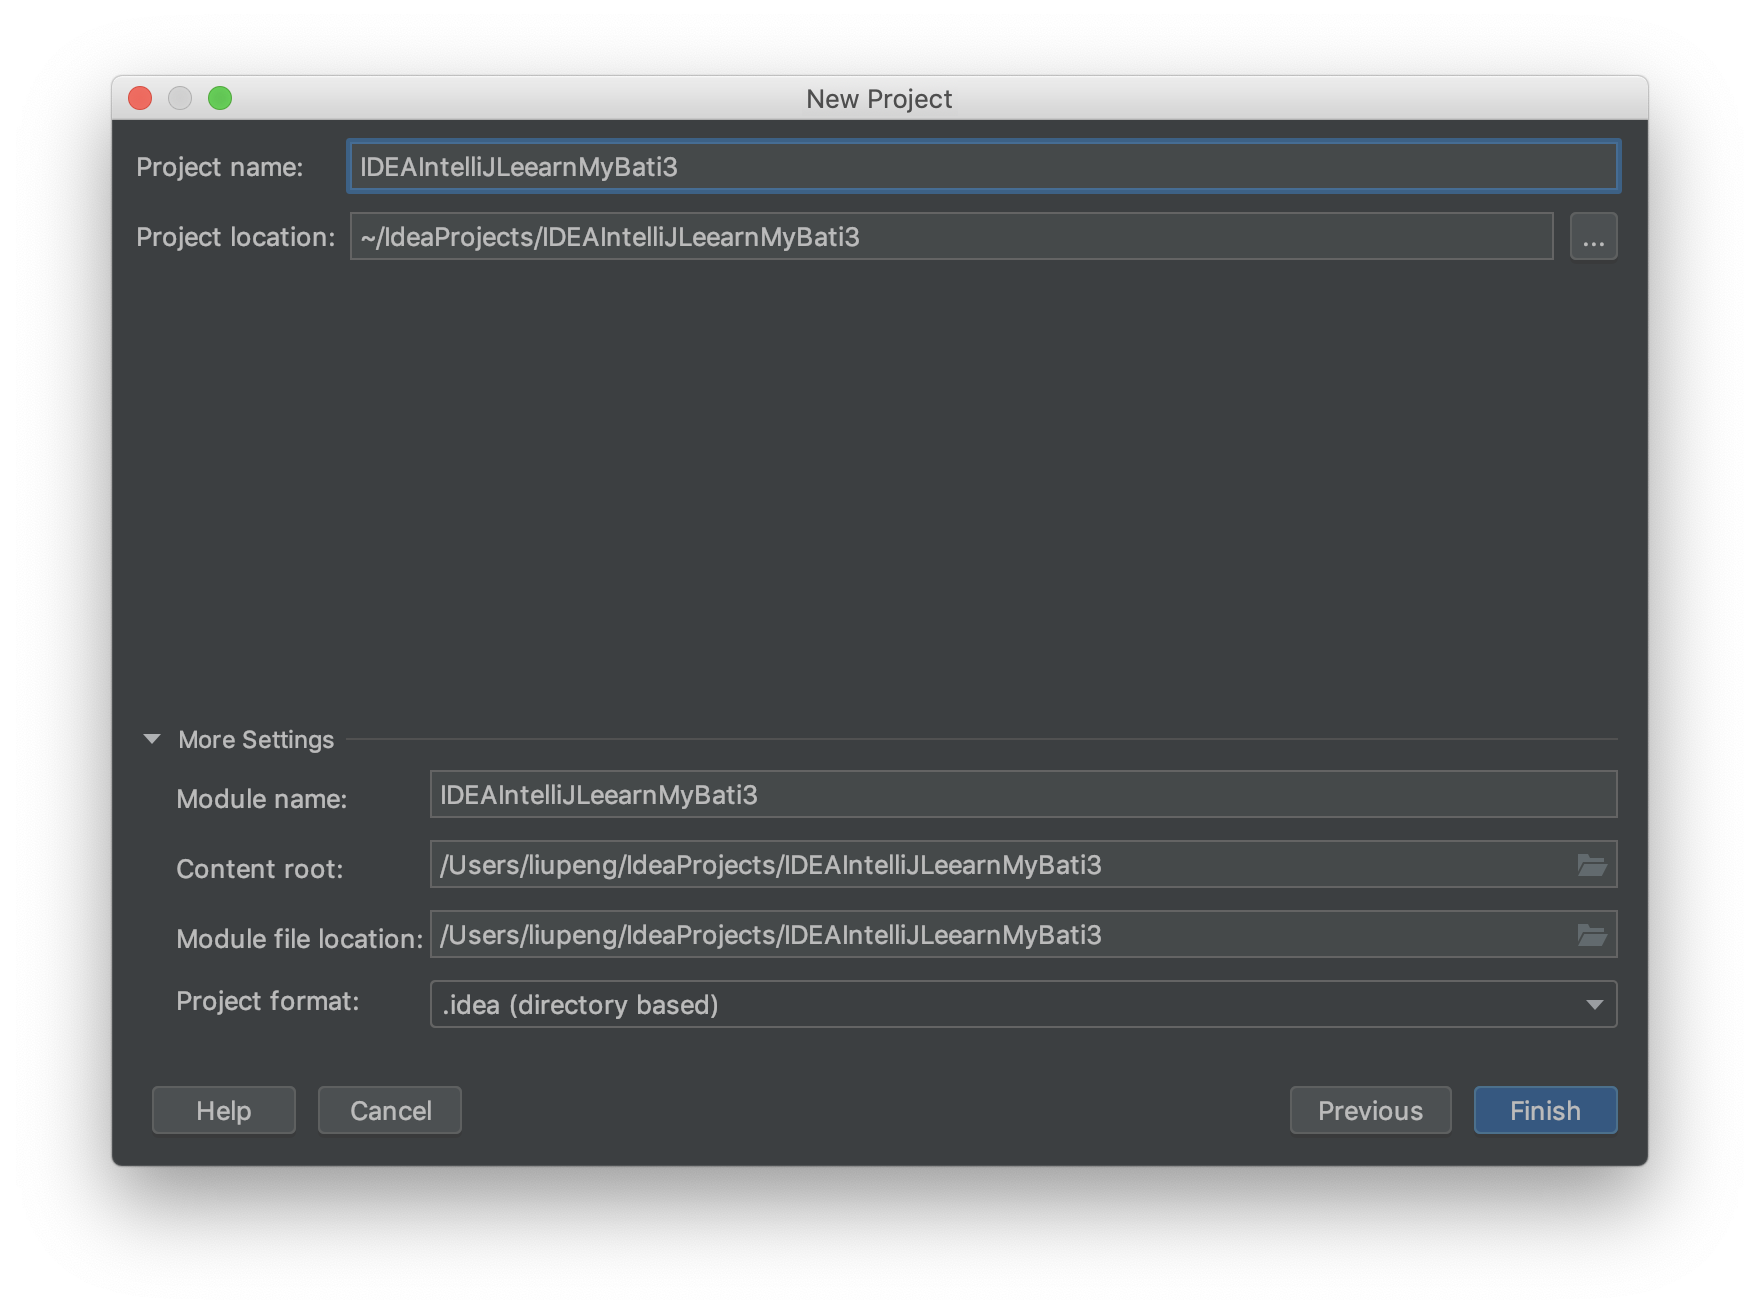 New Project
Project name: IDEAIntelliJLeearnMyBati3
Project location: ~/IdeaProjects/IDEAIntelliJLeearnMyBati3 ...
More Settings
Module name: IDEAIntelliJLeearnMyBati3
Content root: /Users/liupeng/IdeaProjects/IDEAIntelliJLeearnMyBati3
Module file location: /Users/liupeng/IdeaProjects/IDEAIntelliJLeearnMyBati3
Project format: .idea (directory based)
Help Cancel Previous Finish